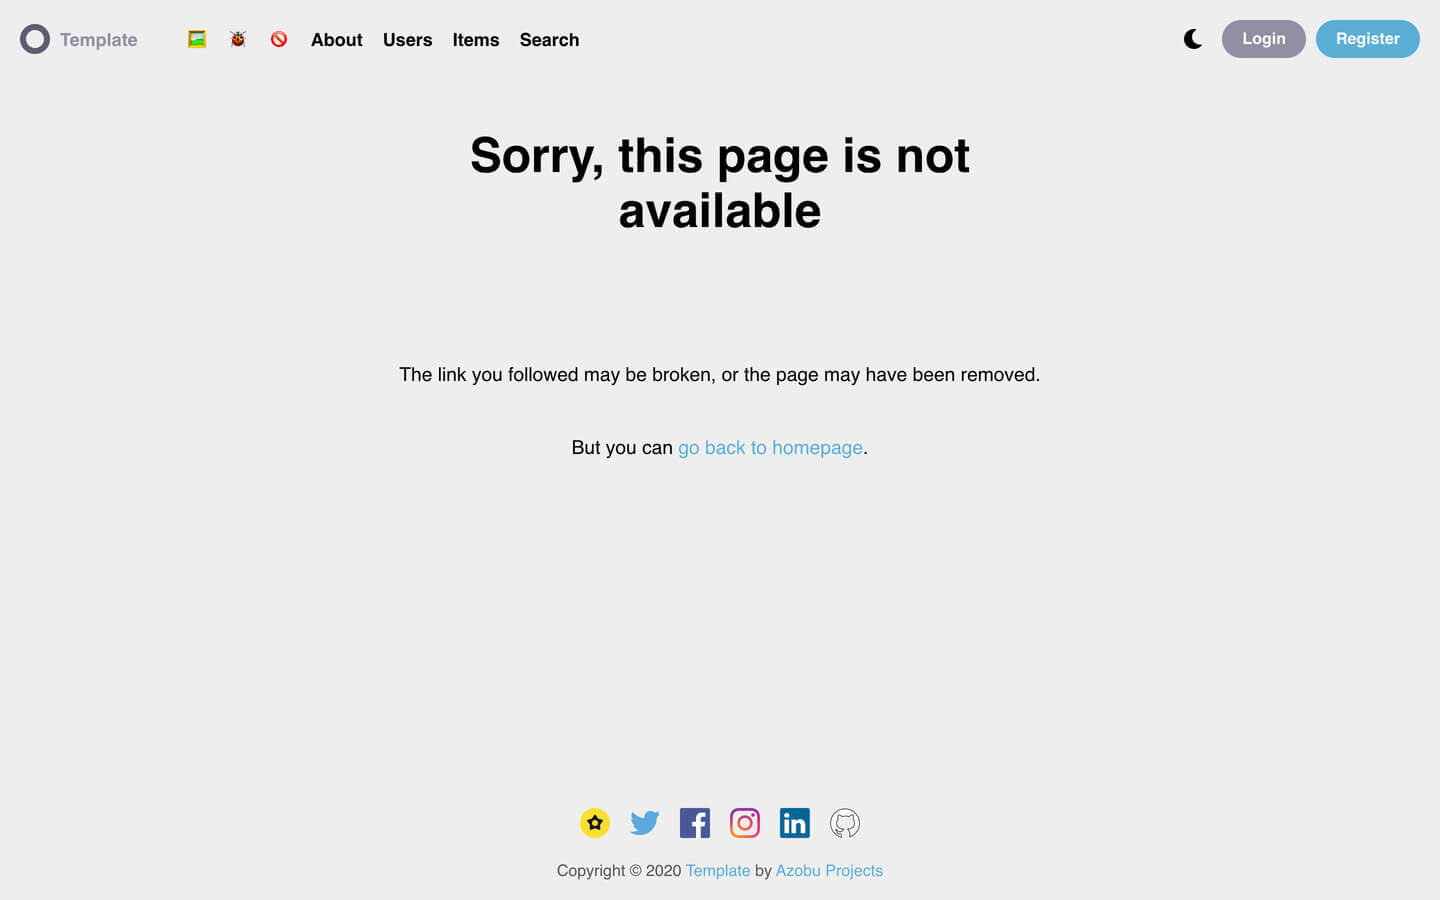 Template About Users Items Search Login Register
Sorry, this page is not
available
The link you followed may be broken, or the page may have been removed.
But you can go back to homepage.
Copyright © 2020 Template by Azobu Projects